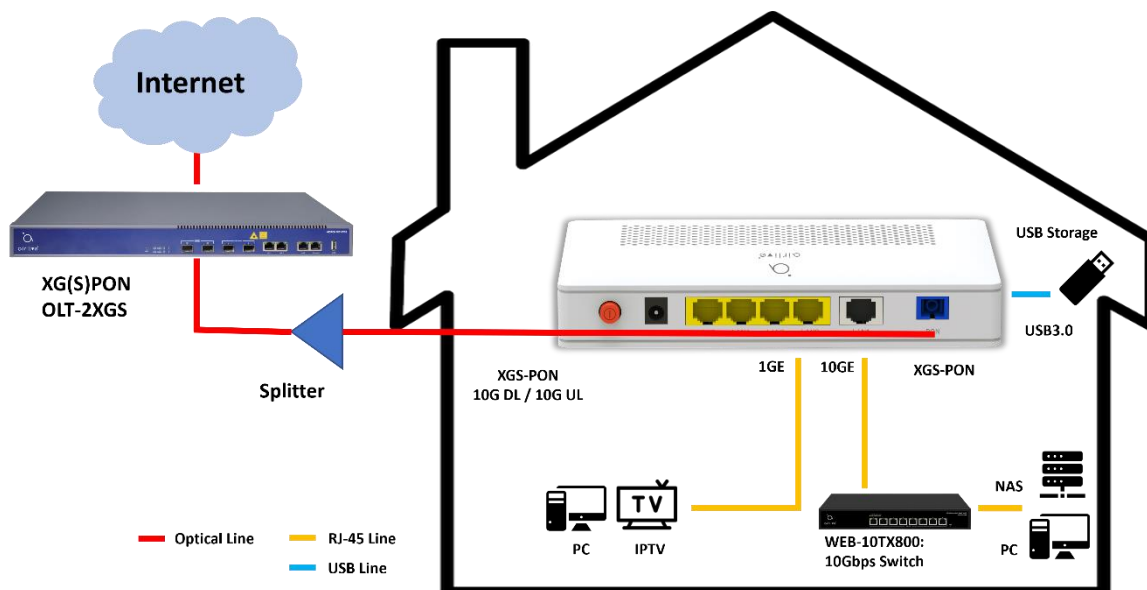 Internet
XG(S)PON
OLT-2XGS
Splitter
airlive
USB Storage
USB3.0
XGS-PON
10G DL / 10G UL
1GE
10GE
XGS-PON
PC
IPTV
TV
WEB-10TX800:
10Gbps Switch
NAS
PC
Optical Line
RJ-45 Line
USB Line